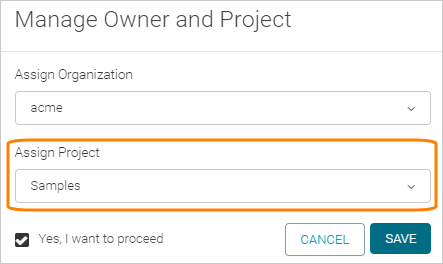 Manage Owner and Project
Assign Organization
acme
Assign Project
Samples
Yes, I want to proceed
CANCEL
SAVE